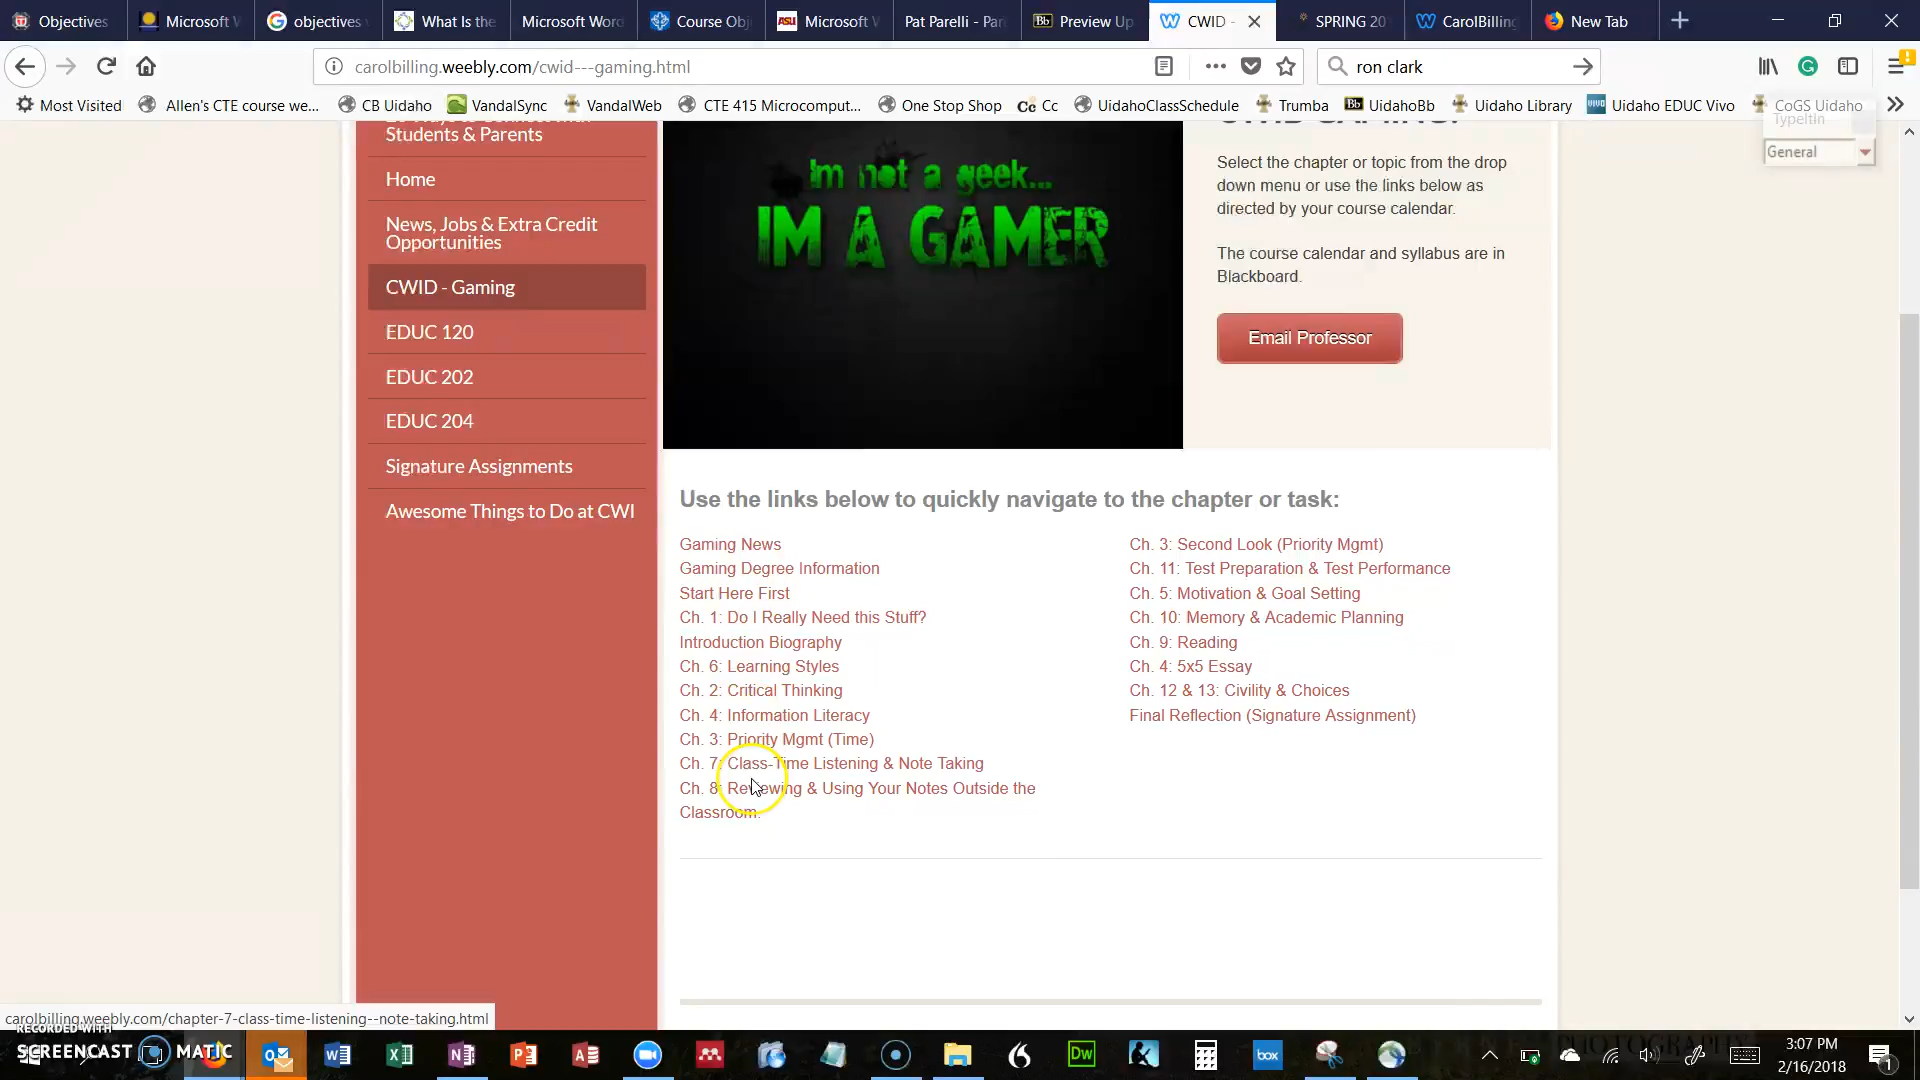 Objectives
Microsoft W
objectives
What Is the
Microsoft Word
Course Obj
ASU
Microsoft W
Pat Parelli - Par
Bb
Preview Up
CWID -
SPRING 20
CarolBilling
New Tab
carolbilling.weebly.com/cwid---gaming.html
ron clark
Most Visited
Allen's CTE course we...
CB Uidaho
VandalSync
VandalWeb
CTE 415 Microcomput...
One Stop Shop
Cc Cc
UidahoClassSchedule
Trumba
Bb UidahoBb
Uidaho Library
VIVO Uidaho EDUC Vivo
CoGS Uidaho
TypeItIn
General
Students & Parents
Home
News, Jobs & Extra Credit
Opportunities
CWID - Gaming
EDUC 120
EDUC 202
EDUC 204
Signature Assignments
Awesome Things to Do at CWI
Im not a geek...
IM A GAMER
CWID GAMING!
Select the chapter or topic from the drop
down menu or use the links below as
directed by your course calendar.
The course calendar and syllabus are in
Blackboard.
Email Professor
Use the links below to quickly navigate to the chapter or task:
Gaming News
Gaming Degree Information
Start Here First
Ch. 1: Do I Really Need this Stuff?
Introduction Biography
Ch. 6: Learning Styles
Ch. 2: Critical Thinking
Ch. 4: Information Literacy
Ch. 3: Priority Mgmt (Time)
Ch. 7: Class-Time Listening & Note Taking
Ch. 8: Reviewing & Using Your Notes Outside the
Classroom.
Ch. 3: Second Look (Priority Mgmt)
Ch. 11: Test Preparation & Test Performance
Ch. 5: Motivation & Goal Setting
Ch. 10: Memory & Academic Planning
Ch. 9: Reading
Ch. 4: 5x5 Essay
Ch. 12 & 13: Civility & Choices
Final Reflection (Signature Assignment)
carolbilling.weebly.com/chapter-7-class-time-listening--note-taking.html
RECORDED WITH
SCREENCAST MATIC
Dw
box
PHOTOGRAPHY
3:07 PM
2/16/2018
1